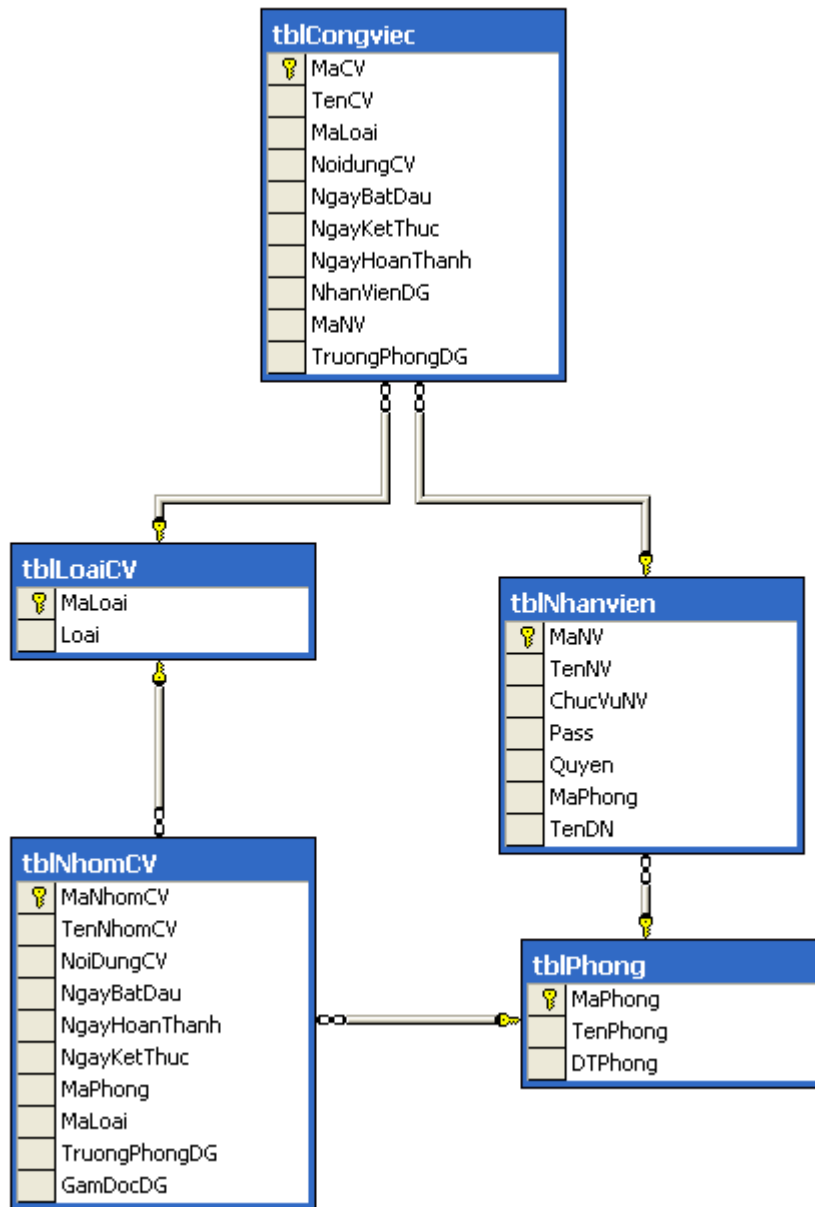 tblCongviec
MaCV
TenCV
MaLoai
NoidungCV
NgayBatDau
NgayKetThuc
NgayHoanThanh
NhanVienDG
MaNV
TruongPhongDG
tblLoaiCV
MaLoai
Loai
tblNhanvien
MaNV
TenNV
ChucVuNV
Pass
Quyen
MaPhong
TenDN
tblNhomCV
MaNhomCV
TenNhomCV
NoiDungCV
NgayBatDau
NgayHoanThanh
NgayKetThuc
MaPhong
MaLoai
TruongPhongDG
GamDocDG
tblPhong
MaPhong
TenPhong
DTPhong